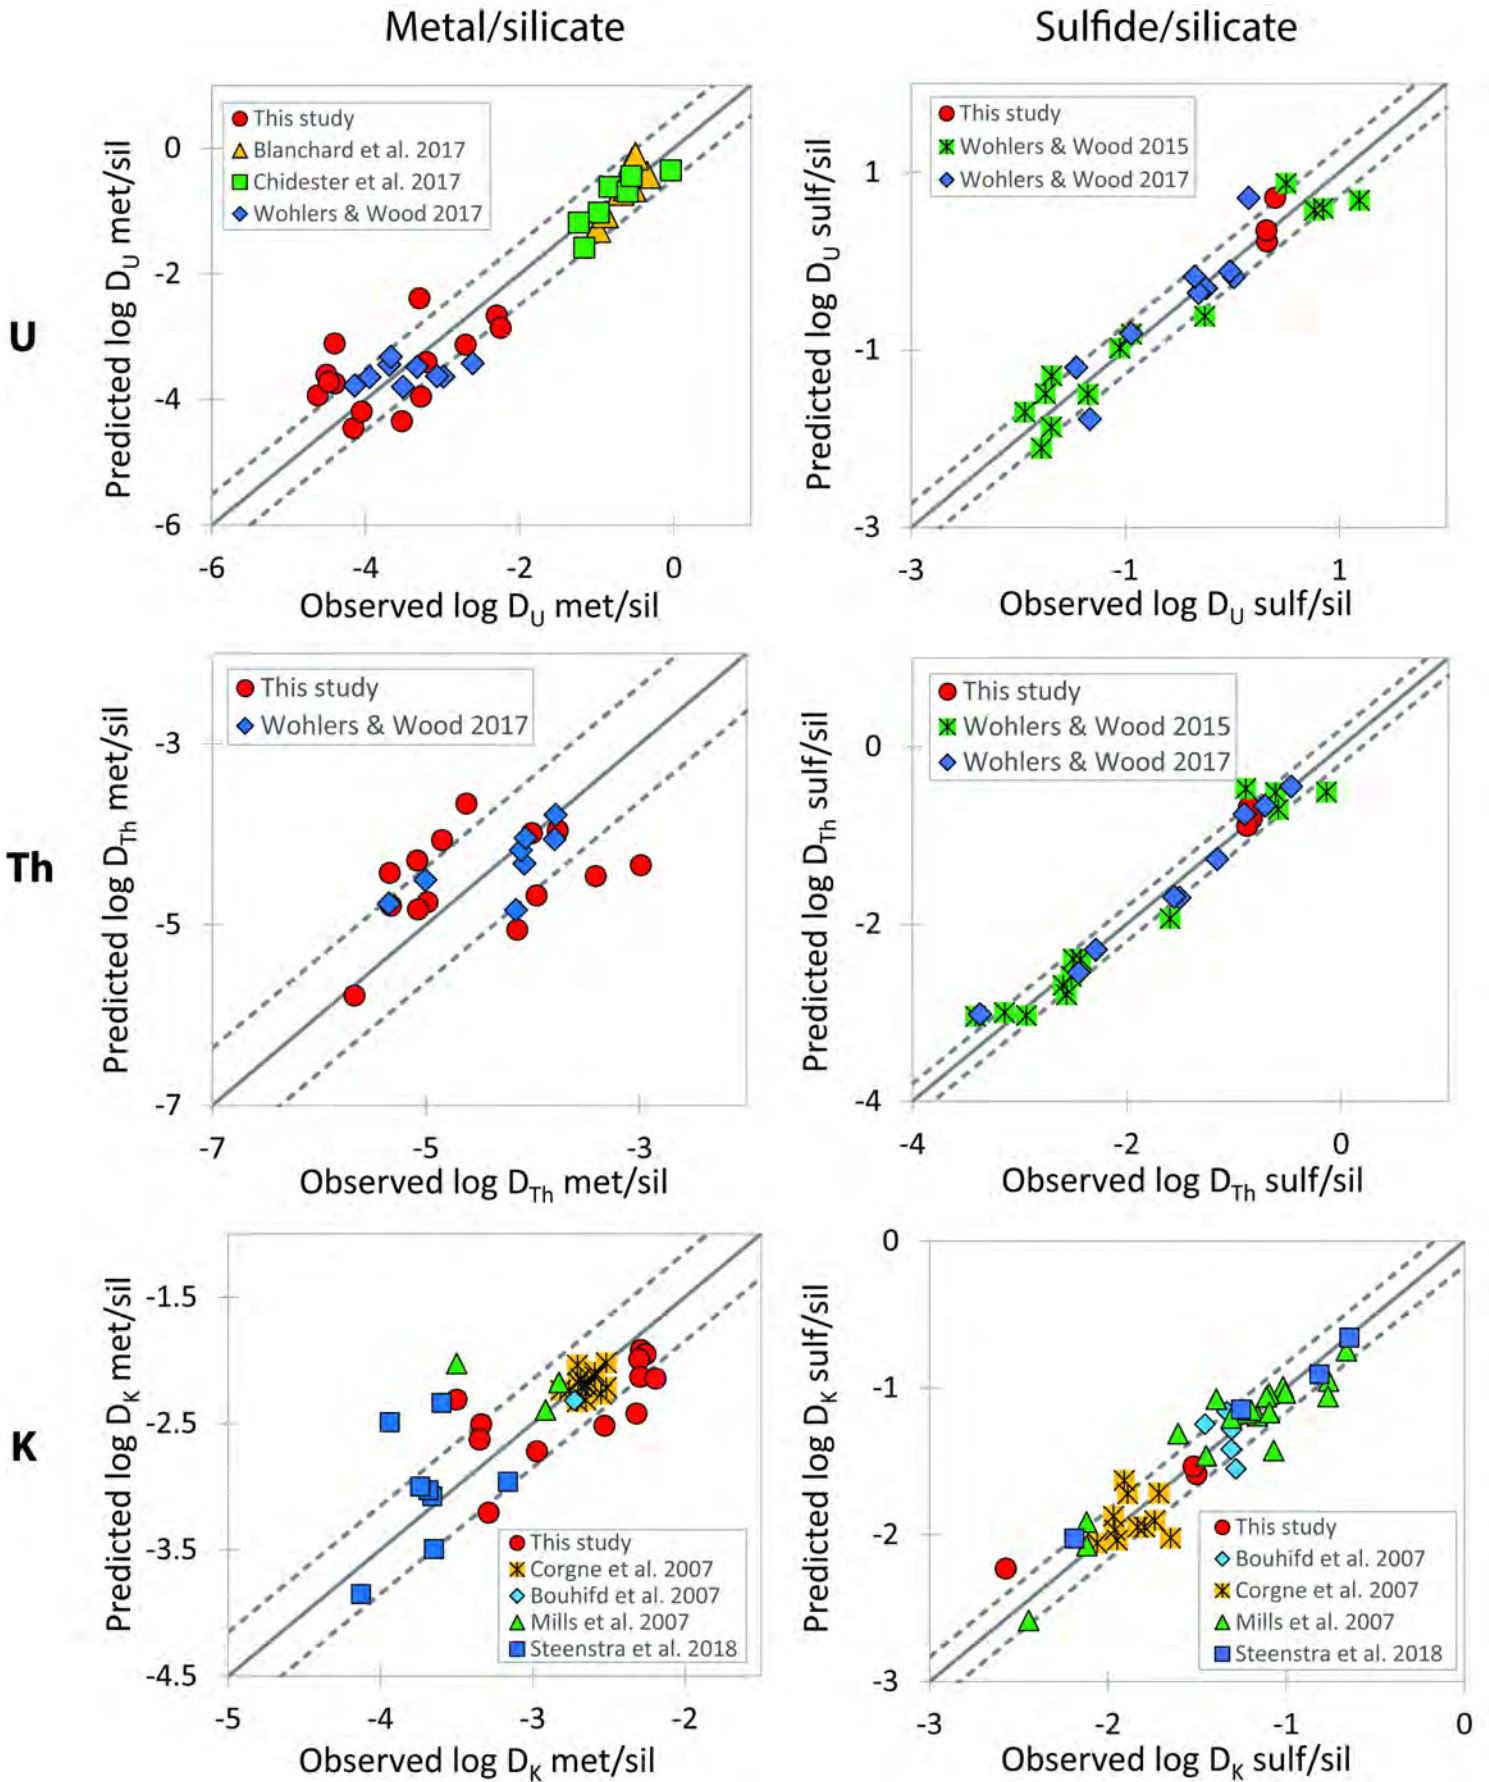 Metal/silicate
Sulfide/silicate
U
Predicted log D_U met/sil
0
-2
-4
-6
This study
Blanchard et al. 2017
Chidester et al. 2017
Wohlers & Wood 2017
-6
-4
-2
0
Observed log D_U met/sil
Predicted log D_U sulf/sil
1
-1
-3
This study
Wohlers & Wood 2015
Wohlers & Wood 2017
-3
-1
1
Observed log D_U sulf/sil
Th
Predicted log D_Th met/sil
-3
-5
-7
This study
Wohlers & Wood 2017
-7
-5
-3
Observed log D_Th met/sil
Predicted log D_Th sulf/sil
0
-2
-4
This study
Wohlers & Wood 2015
Wohlers & Wood 2017
-4
-2
0
Observed log D_Th sulf/sil
K
Predicted log D_K met/sil
-1.5
-2.5
-3.5
-4.5
This study
Corgne et al. 2007
Bouhifd et al. 2007
Mills et al. 2007
Steenstra et al. 2018
-5
-4
-3
-2
Observed log D_K met/sil
Predicted log D_K sulf/sil
0
-1
-2
-3
This study
Bouhifd et al. 2007
Corgne et al. 2007
Mills et al. 2007
Steenstra et al. 2018
-3
-2
-1
0
Observed log D_K sulf/sil